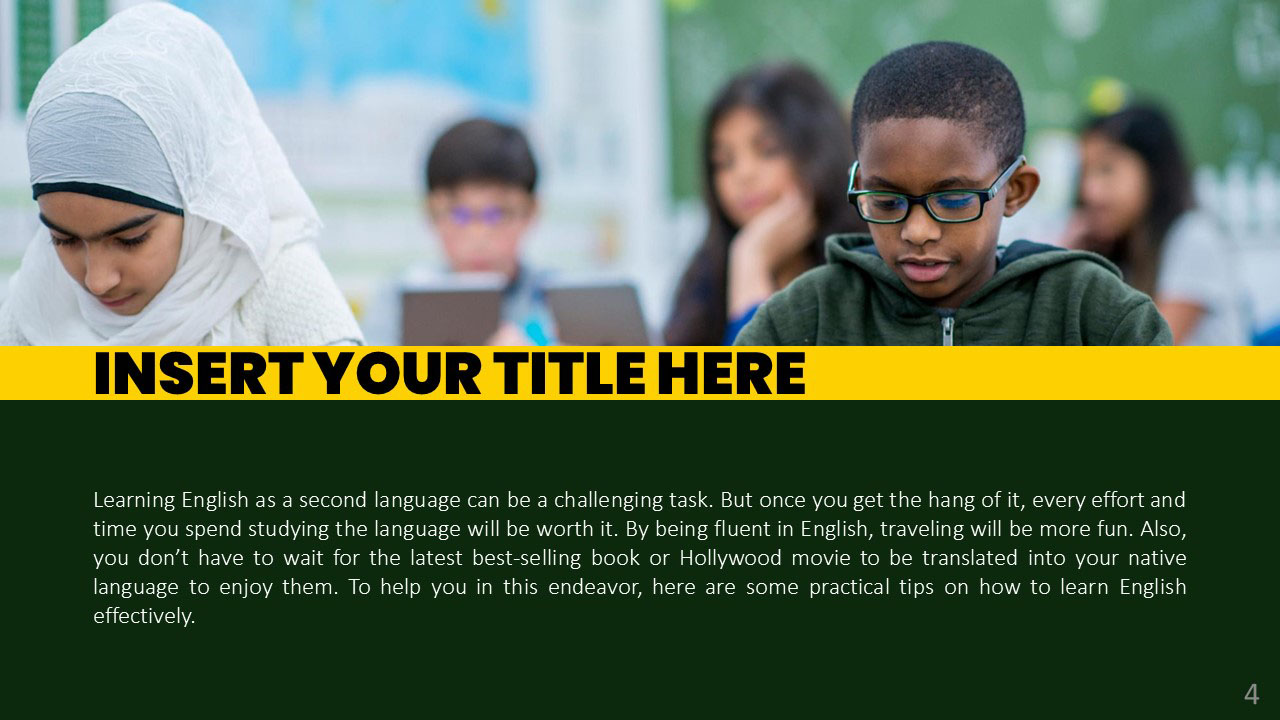 INSERT YOUR TITLE HERE
Learning English as a second language can be a challenging task. But once you get the hang of it, every effort and
time you spend studying the language will be worth it. By being fluent in English, traveling will be more fun. Also,
you don’t have to wait for the latest best-selling book or Hollywood movie to be translated into your native
language to enjoy them. To help you in this endeavor, here are some practical tips on how to learn English
effectively.
4